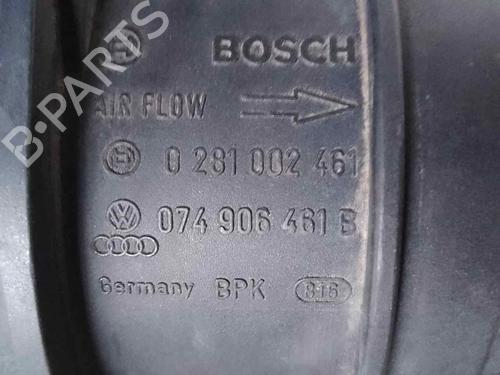 BOSCH
AIR FLOW
0 281 002 461
074 906 461 B
Germany BPK 816
B-PARTS